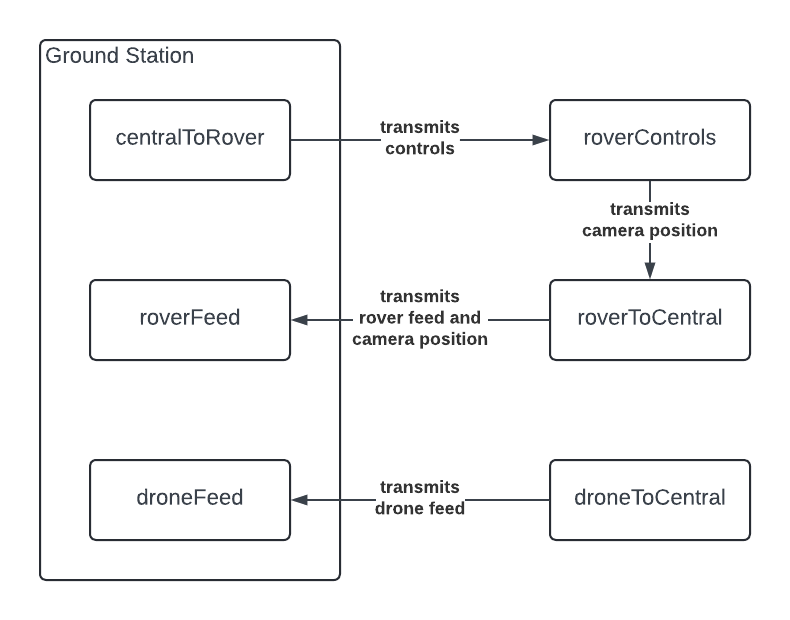 Ground Station
centralToRover
transmits
controls
roverControls
transmits
camera position
roverFeed
transmits
rover feed and
camera position
roverToCentral
droneFeed
transmits
drone feed
droneToCentral